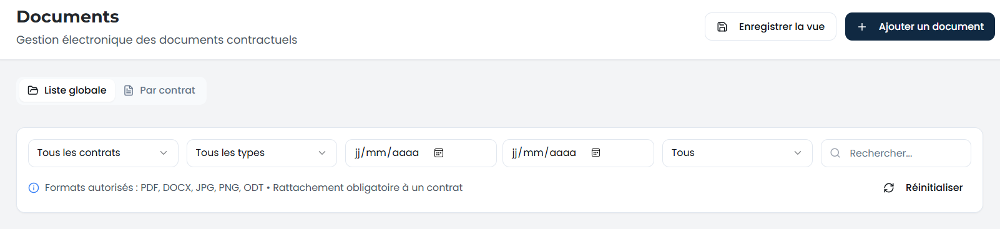 Documents
Gestion électronique des documents contractuels
Enregistrer la vue
Ajouter un document
Liste globale
Par contrat
Tous les contrats
Tous les types
jj/mm/aaaa
jj/mm/aaaa
Tous
Rechercher...
Formats autorisés : PDF, DOCX, JPG, PNG, ODT • Rattachement obligatoire à un contrat
Réinitialiser